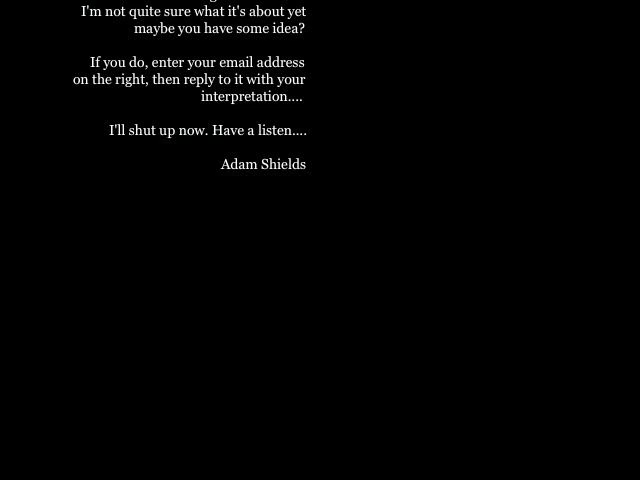 I'm not quite sure what it's about yet
maybe you have some idea?
If you do, enter your email address
on the right, then reply to it with your
interpretation....
I'll shut up now. Have a listen....
Adam Shields